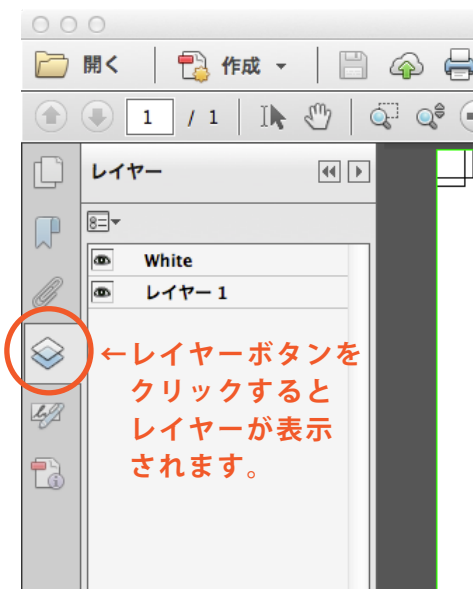 開く 作成
1 / 1
レイヤー
White
レイヤー 1
←レイヤーボタンを
クリックすると
レイヤーが表示
されます。